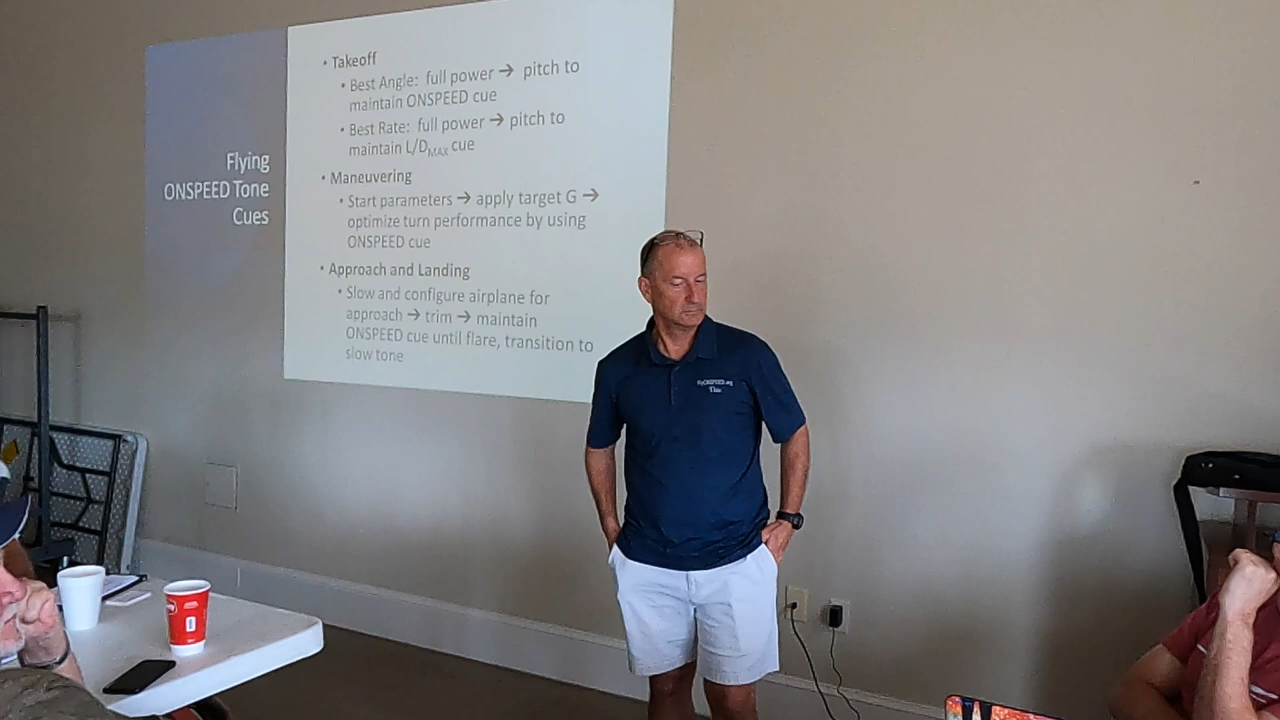 Flying
ONSPEED Tone
Cues
• Takeoff
• Best Angle: full power → pitch to
maintain ONSPEED cue
• Best Rate: full power → pitch to
maintain L/DMAX cue
• Maneuvering
• Start parameters → apply target G →
optimize turn performance by using
ONSPEED cue
• Approach and Landing
• Slow and configure airplane for
approach → trim → maintain
ONSPEED cue until flare, transition to
slow tone
FlyONSPEED.org